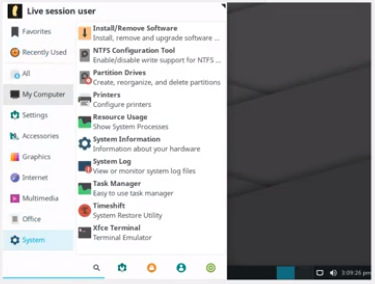 Live session user
Favorites
Recently Used
All
My Computer
Settings
Accessories
Graphics
Internet
Multimedia
Office
System
Install/Remove Software
Install, remove and upgrade software ...
NTFS Configuration Tool
Enable/disable write support for NTFS ...
Partition Drives
Create, reorganize, and delete partitions
Printers
Configure printers
Resource Usage
Show System Processes
System Information
Information about your hardware
System Log
View or monitor system log files
Task Manager
Easy to use task manager
Timeshift
System Restore Utility
Xfce Terminal
Terminal Emulator
3:09:26 pm